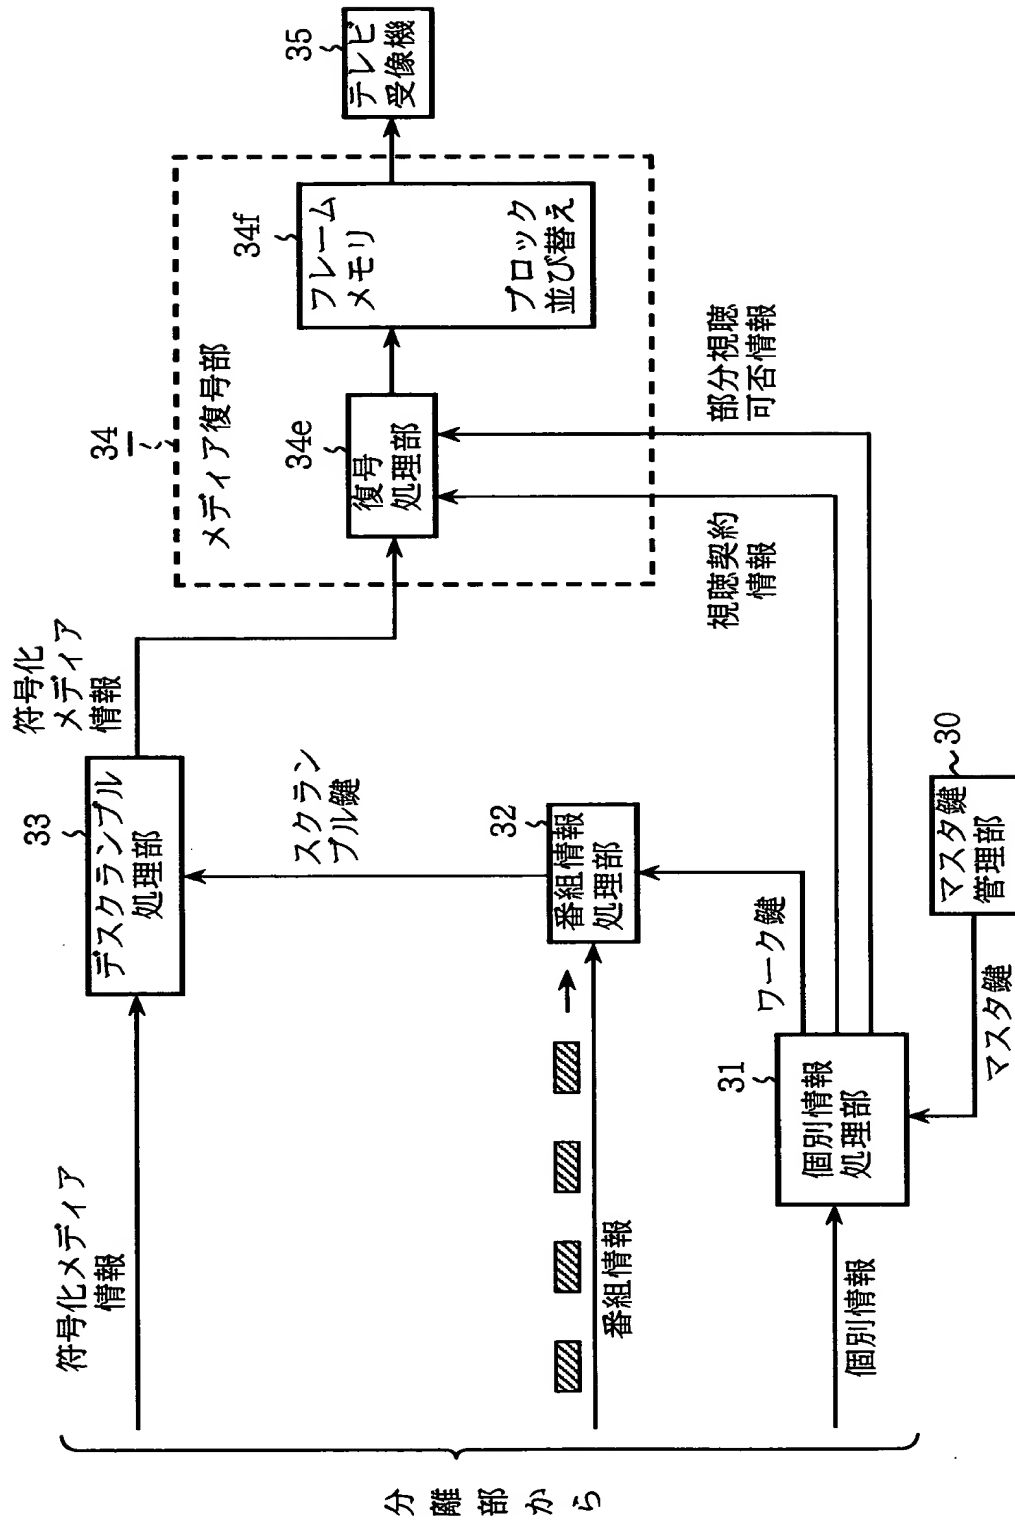 分離部から
符号化メディア
情報
番組情報
個別情報
33
デスクランブル
処理部
符号化
メディア
情報
スクラン
ブル鍵
32
番組情報
処理部
31
個別情報
処理部
ワーク鍵
マスタ鍵
30
マスタ鍵
管理部
視聴契約
情報
部分視聴
可否情報
34
メディア復号部
34e
復号
処理部
34f
フレーム
メモリ
ブロック
並び替え
35
テレビ
受像機